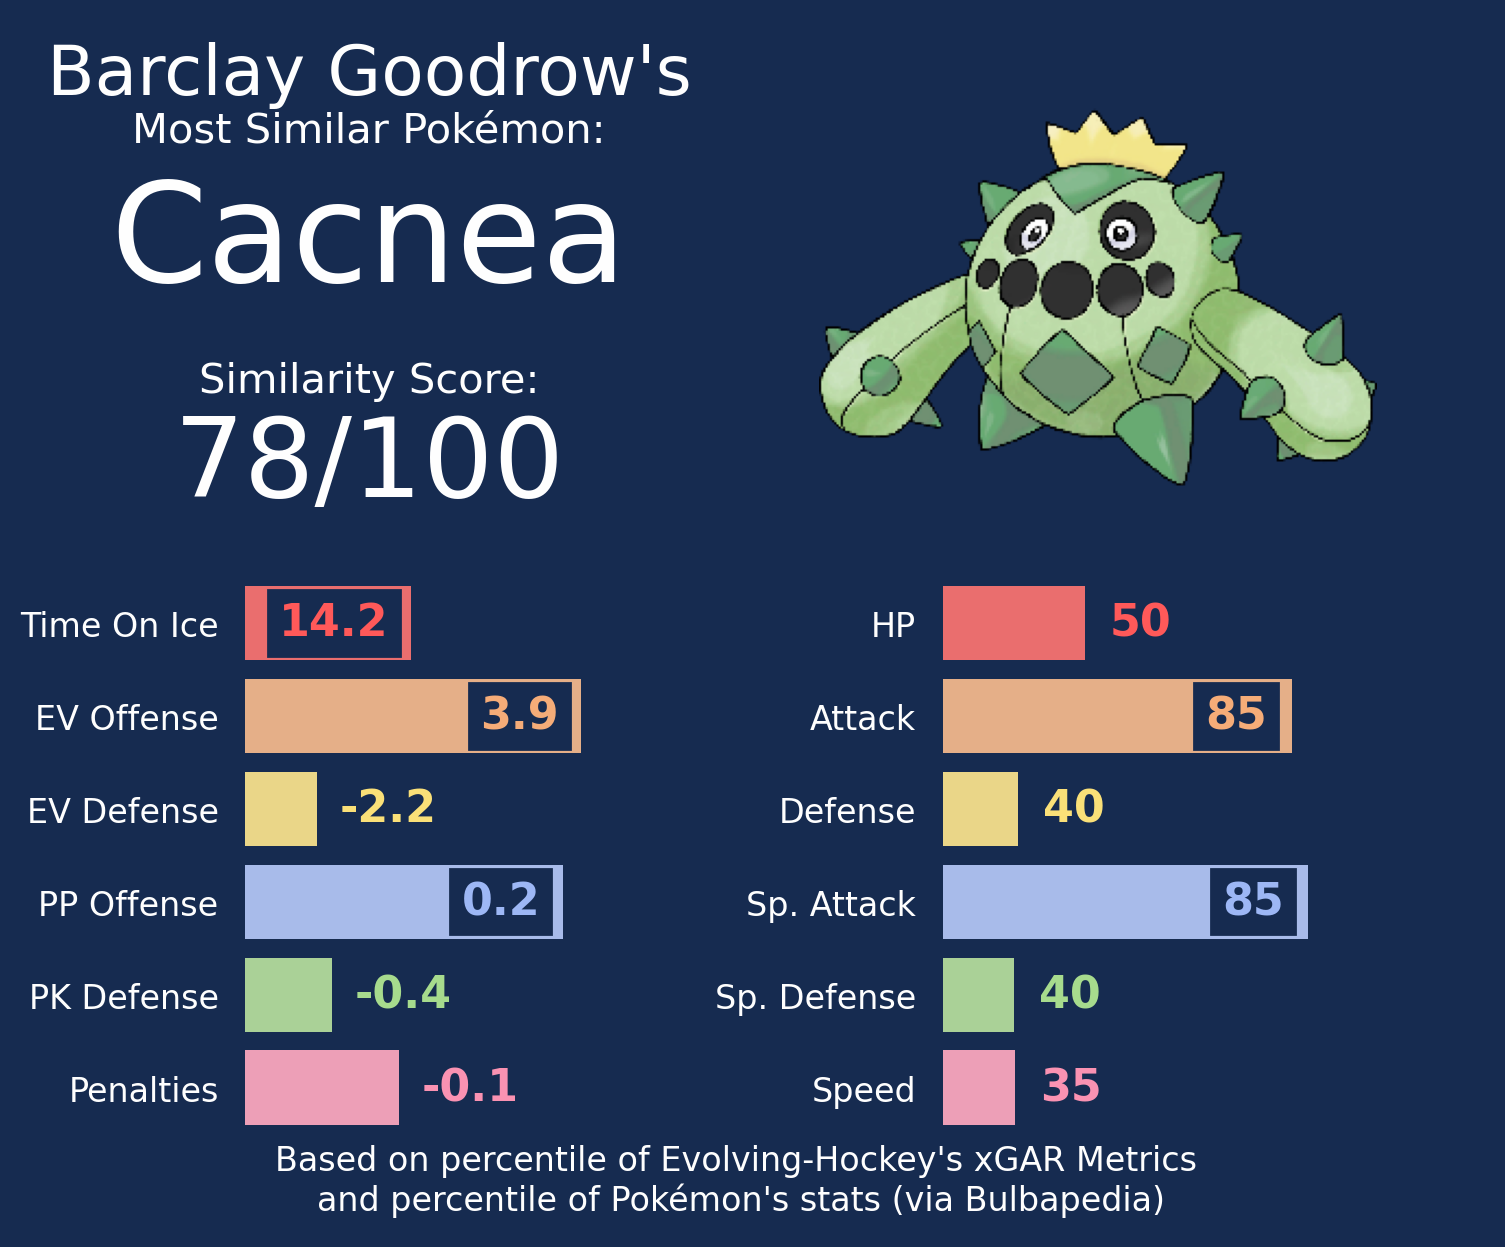 Barclay Goodrow's
Most Similar Pokémon:
Cacnea
Similarity Score:
78/100
Time On Ice 14.2
EV Offense 3.9
EV Defense -2.2
PP Offense 0.2
PK Defense -0.4
Penalties -0.1
HP 50
Attack 85
Defense 40
Sp. Attack 85
Sp. Defense 40
Speed 35
Based on percentile of Evolving-Hockey's xGAR Metrics
and percentile of Pokémon's stats (via Bulbapedia)